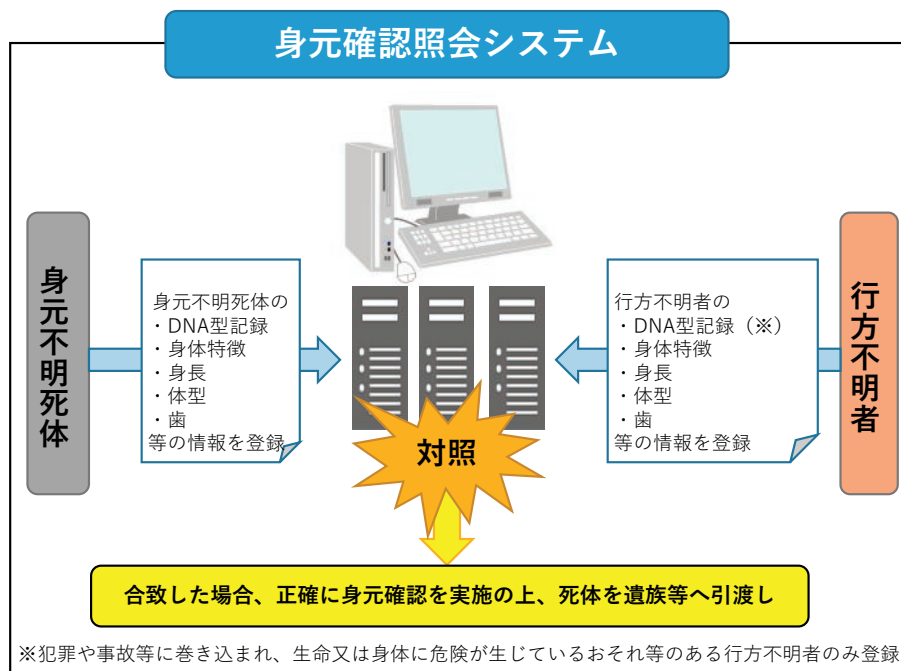 身元確認照会システム
身元不明死体
身元不明死体の
・DNA型記録
・身体特徴
・身長
・体型
・歯
等の情報を登録
行方不明者の
・DNA型記録（※）
・身体特徴
・身長
・体型
・歯
等の情報を登録
行方不明者
対照
合致した場合、正確に身元確認を実施の上、死体を遺族等へ引渡し
※犯罪や事故等に巻き込まれ、生命又は身体に危険が生じているおそれ等のある行方不明者のみ登録